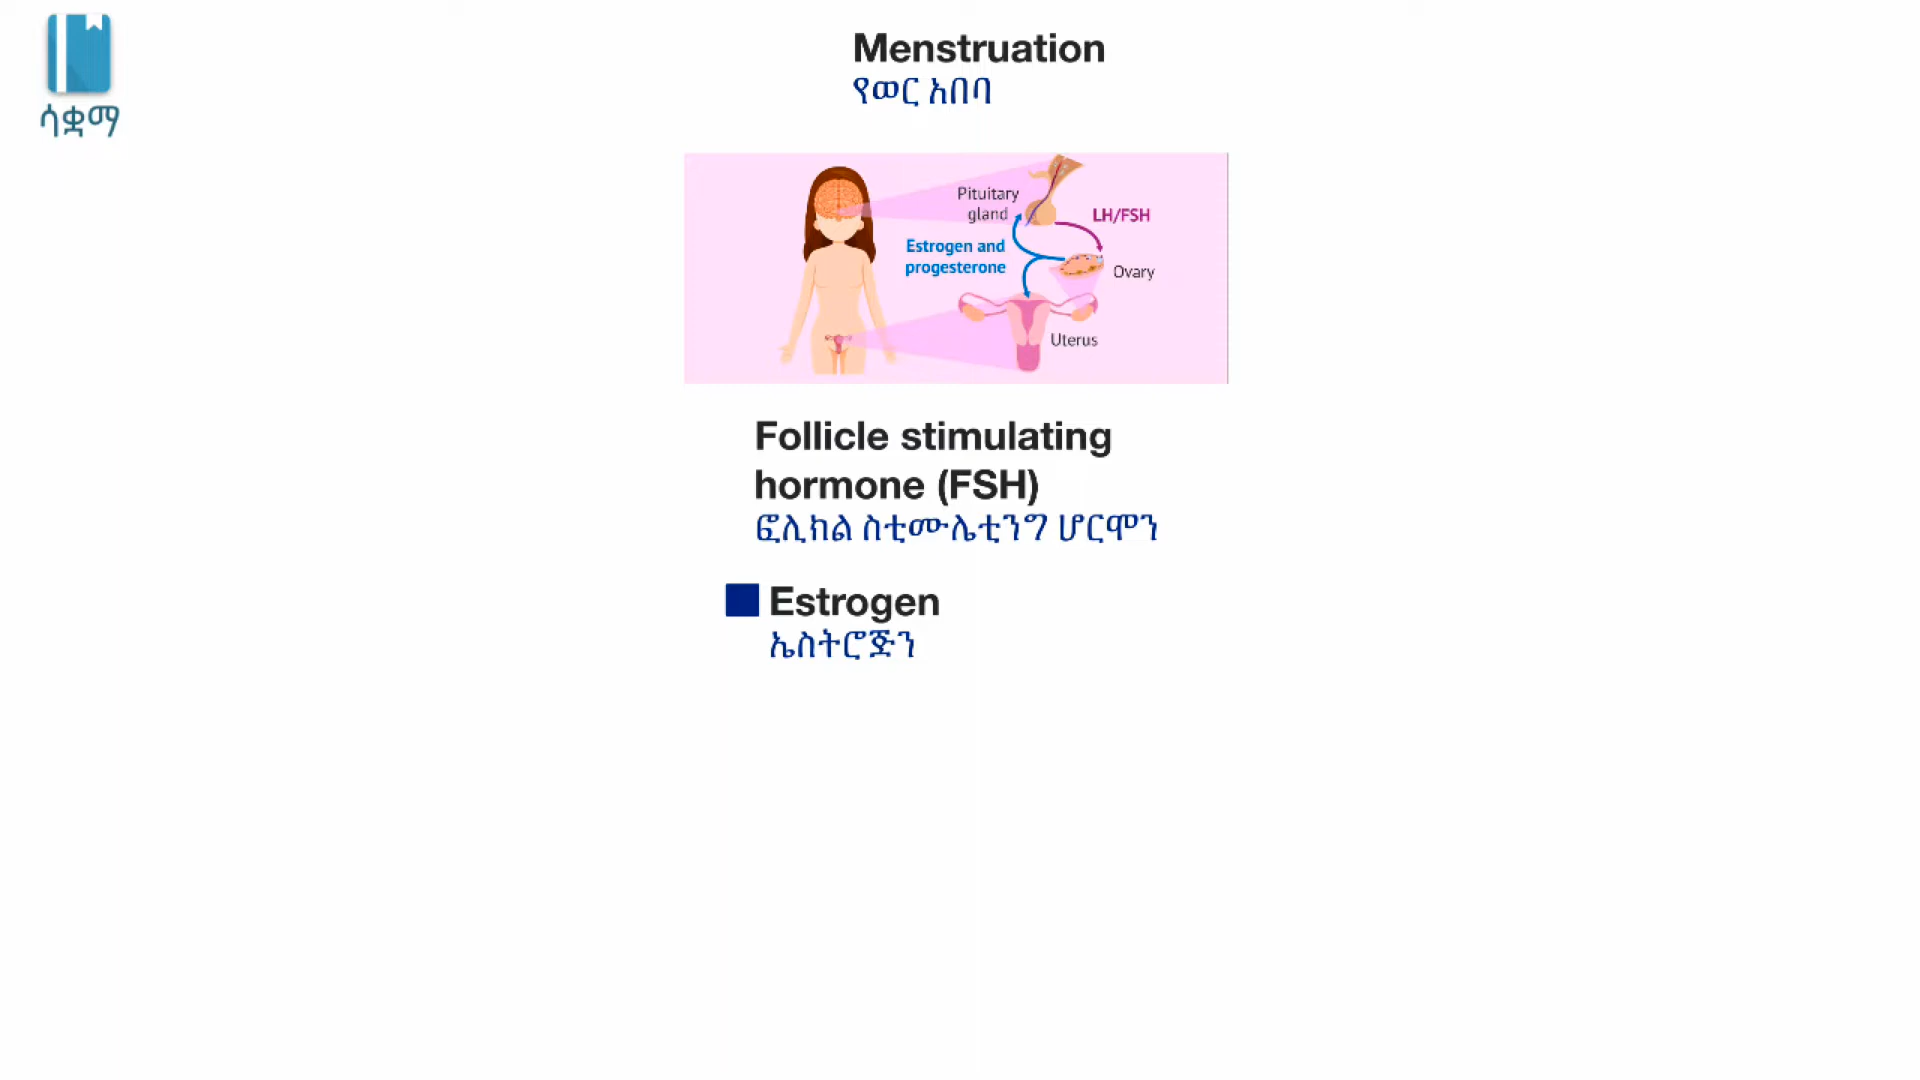 ሳቋማ
Menstruation
የወር አበባ
Pituitary
gland
LH/FSH
Estrogen and
progesterone
Ovary
Uterus
Follicle stimulating
hormone (FSH)
ፎሊክል ስቲሙሌቲንግ ሆርሞን
Estrogen
ኤስትሮጅን